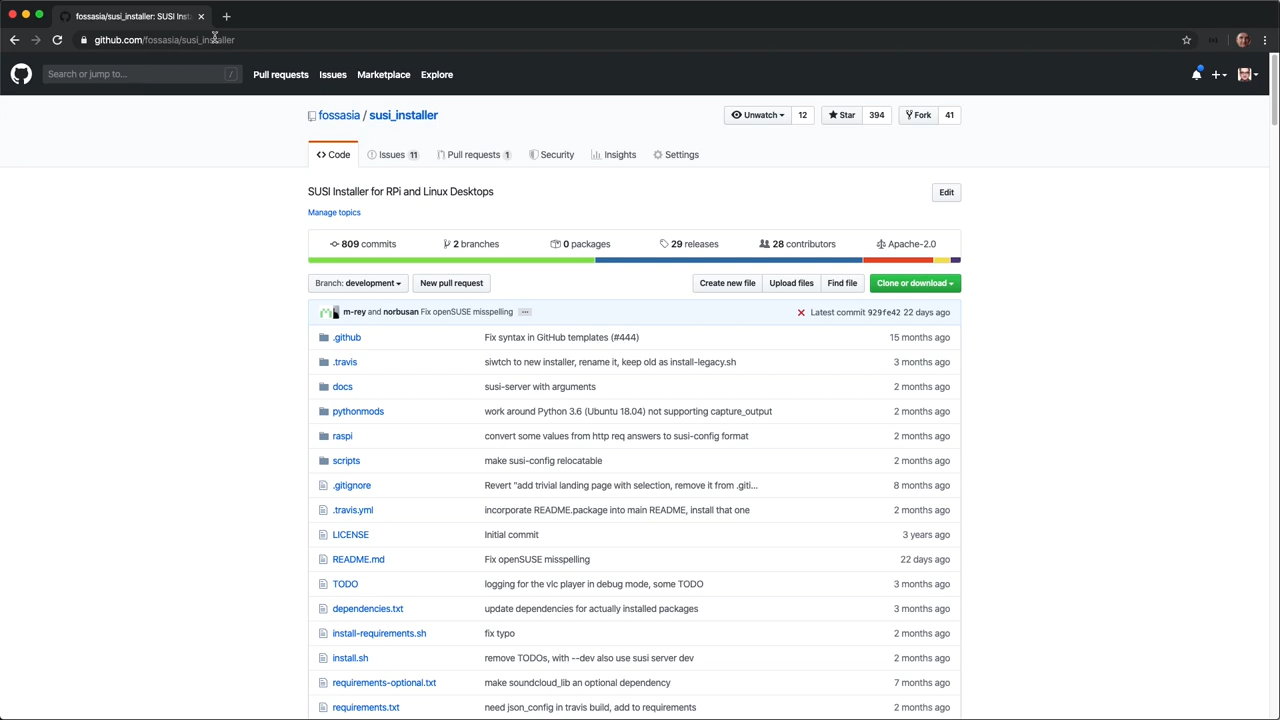 fossasia/susi_installer: SUSI Inst
github.com/fossasia/susi_installer
Search or jump to... /
Pull requests Issues Marketplace Explore
fossasia / susi_installer
Unwatch 12 Star 394 Fork 41
Code Issues 11 Pull requests 1 Security Insights Settings
SUSI Installer for RPi and Linux Desktops
Edit
Manage topics
809 commits 2 branches 0 packages 29 releases 28 contributors Apache-2.0
Branch: development New pull request Create new file Upload files Find file Clone or download
m-rey and norbusan Fix openSUSE misspelling ... Latest commit 929fe42 22 days ago
.github Fix syntax in GitHub templates (#444) 15 months ago
.travis siwtch to new installer, rename it, keep old as install-legacy.sh 3 months ago
docs susi-server with arguments 2 months ago
pythonmods work around Python 3.6 (Ubuntu 18.04) not supporting capture_output 2 months ago
raspi convert some values from http req answers to susi-config format 2 months ago
scripts make susi-config relocatable 2 months ago
.gitignore Revert "add trivial landing page with selection, remove it from .giti... 8 months ago
.travis.yml incorporate README.package into main README, install that one 2 months ago
LICENSE Initial commit 3 years ago
README.md Fix openSUSE misspelling 22 days ago
TODO logging for the vlc player in debug mode, some TODO 3 months ago
dependencies.txt update dependencies for actually installed packages 3 months ago
install-requirements.sh fix typo 2 months ago
install.sh remove TODOs, with --dev also use susi server dev 2 months ago
requirements-optional.txt make soundcloud_lib an optional dependency 7 months ago
requirements.txt need json_config in travis build, add to requirements 2 months ago